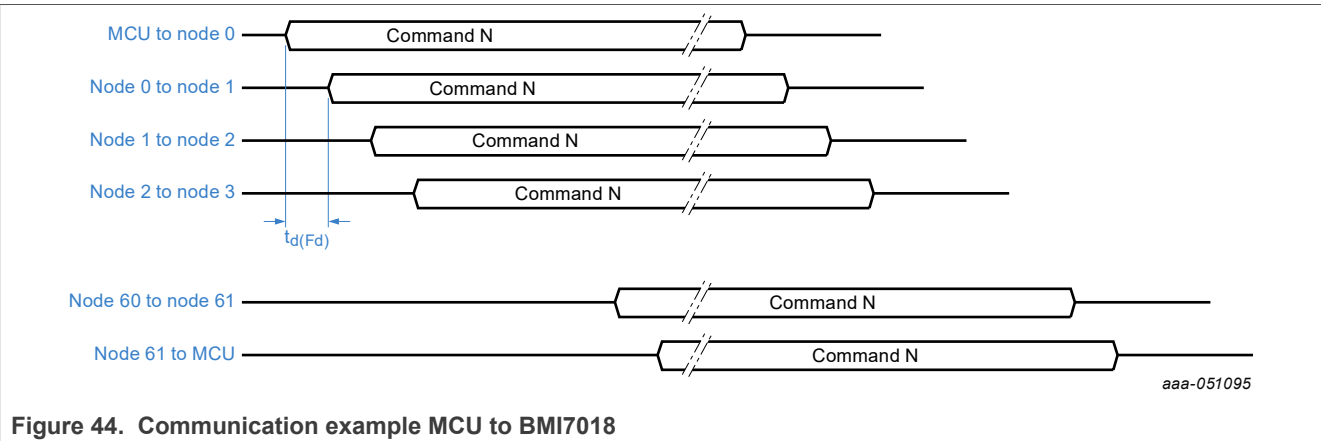 MCU to node 0 Command N
Node 0 to node 1 Command N
Node 1 to node 2 Command N
Node 2 to node 3 Command N
td(Fd)
Node 60 to node 61 Command N
Node 61 to MCU Command N
aaa-051095
Figure 44. Communication example MCU to BMI7018